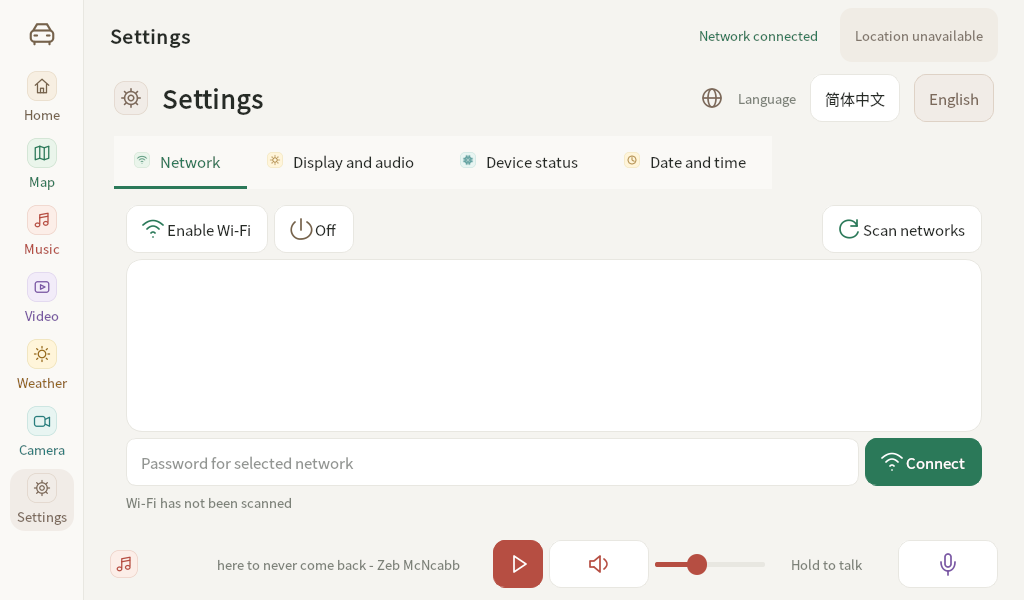 Settings
Network connected
Location unavailable
Home
Map
Music
Video
Weather
Camera
Settings
Settings
Language
简体中文
English
Network
Display and audio
Device status
Date and time
Enable Wi-Fi
Off
Scan networks
Password for selected network
Connect
Wi-Fi has not been scanned
here to never come back - Zeb McNcabb
Hold to talk